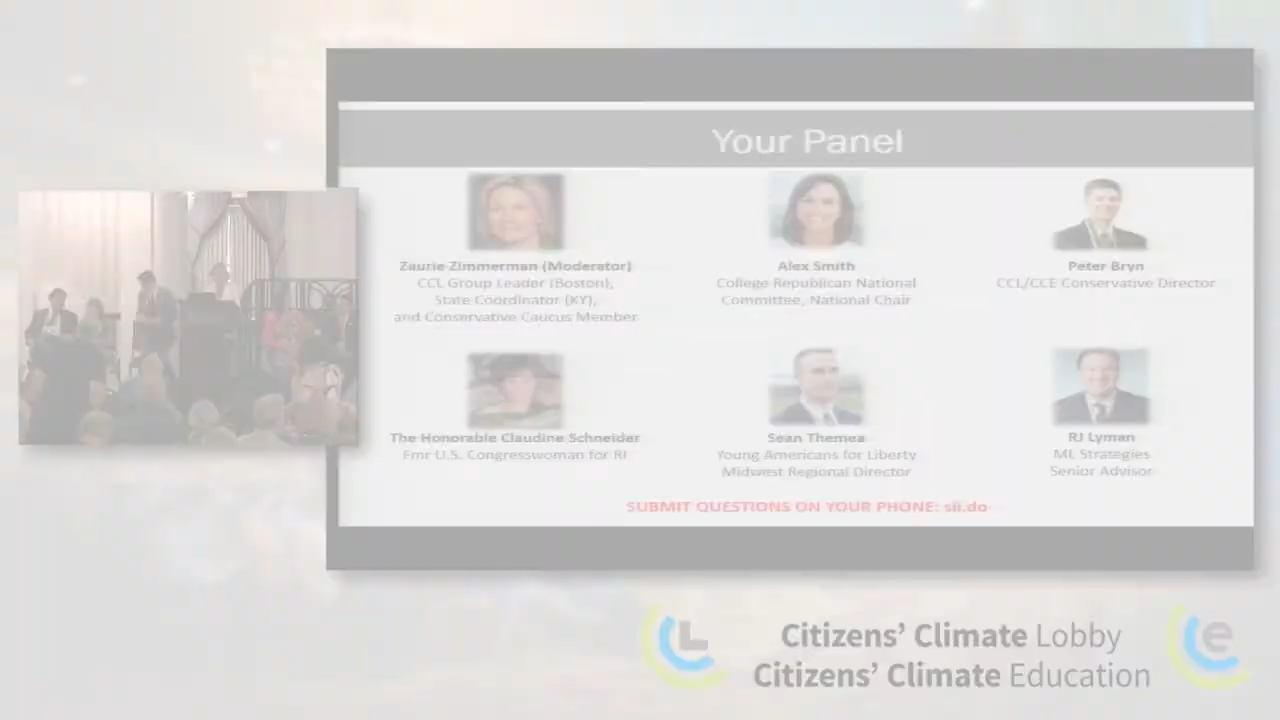 Your Panel
Zaurie Zimmerman (Moderator)
CCL Group Leader (Boston),
State Coordinator (KY),
and Conservative Caucus Member
Alex Smith
College Republican National
Committee, National Chair
Peter Bryn
CCL/CCE Conservative Director
The Honorable Claudine Schneider
Fmr U.S. Congresswoman for RI
Sean Themea
Young Americans for Liberty
Midwest Regional Director
RJ Lyman
ML Strategies
Senior Advisor
SUBMIT QUESTIONS ON YOUR PHONE: sli.do
L
Citizens' Climate Lobby
Citizens' Climate Education
e